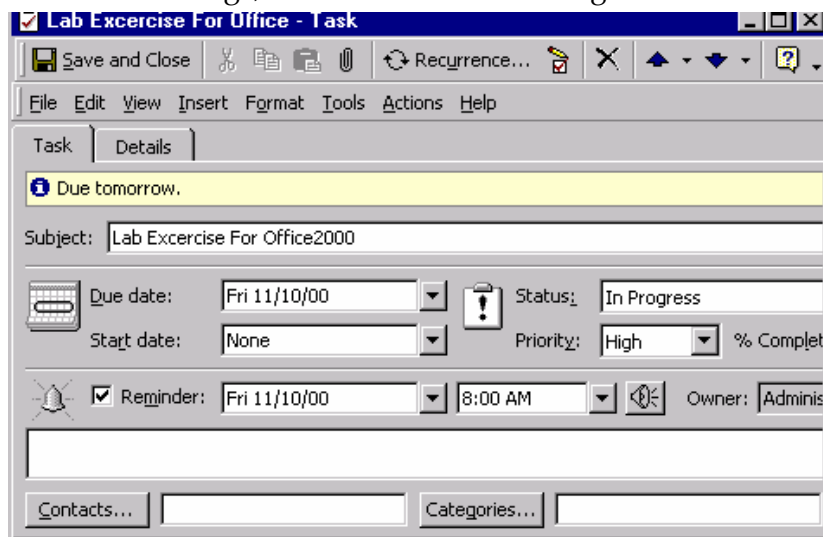 Lab Excercise For Office - Task
Save and Close Recurrence...
File Edit View Insert Format Tools Actions Help
Task Details
Due tomorrow.
Subject: Lab Excercise For Office2000
Due date: Fri 11/10/00 Status: In Progress
Start date: None Priority: High % Complet
Reminder: Fri 11/10/00 8:00 AM Owner: Adminis
Contacts... Categories...